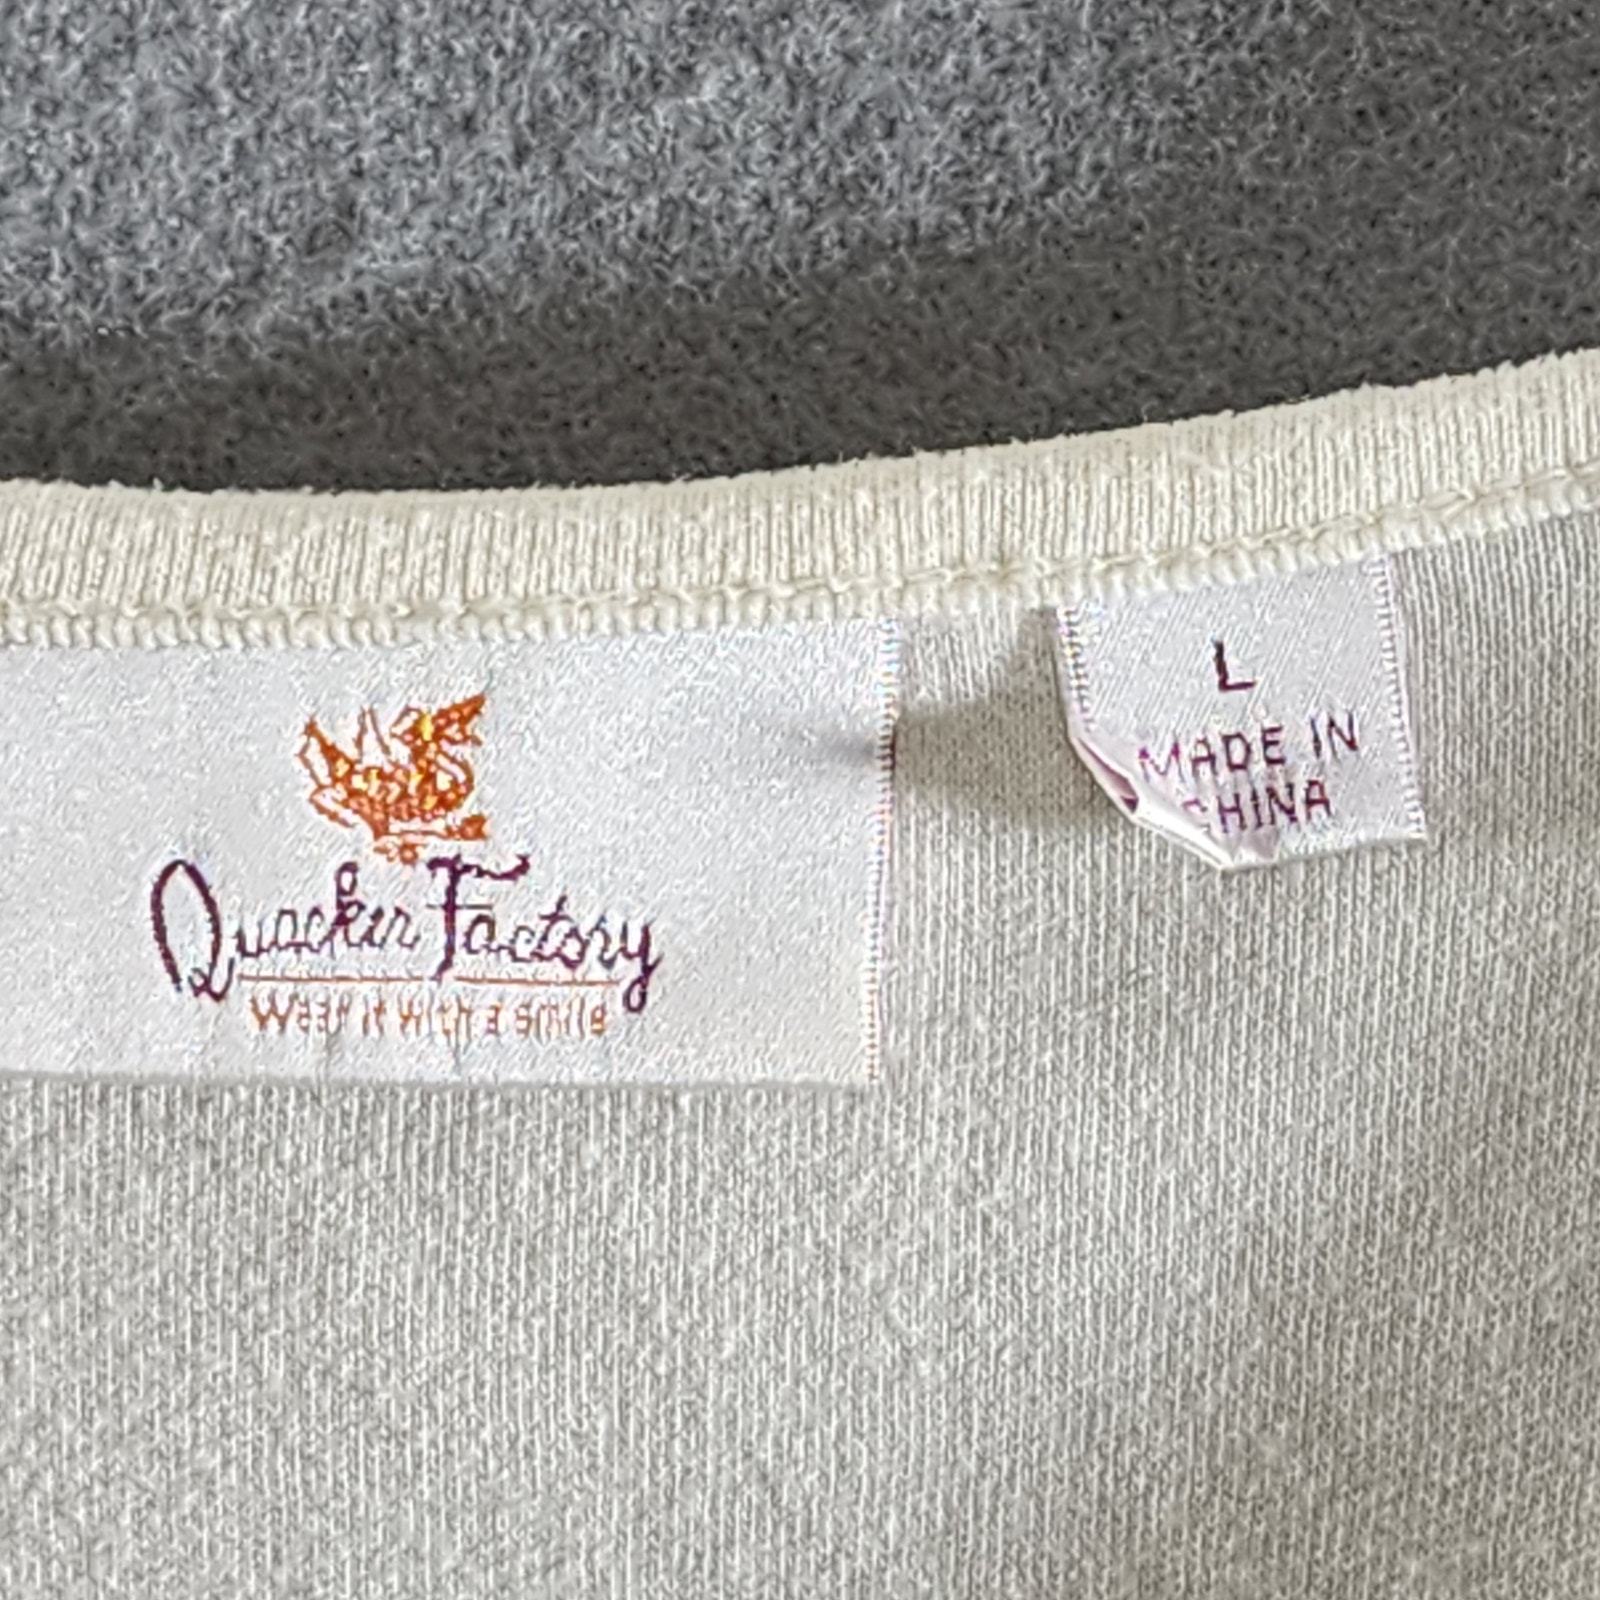 Quacker Factory
Wear it with a smile
L
MADE IN
CHINA